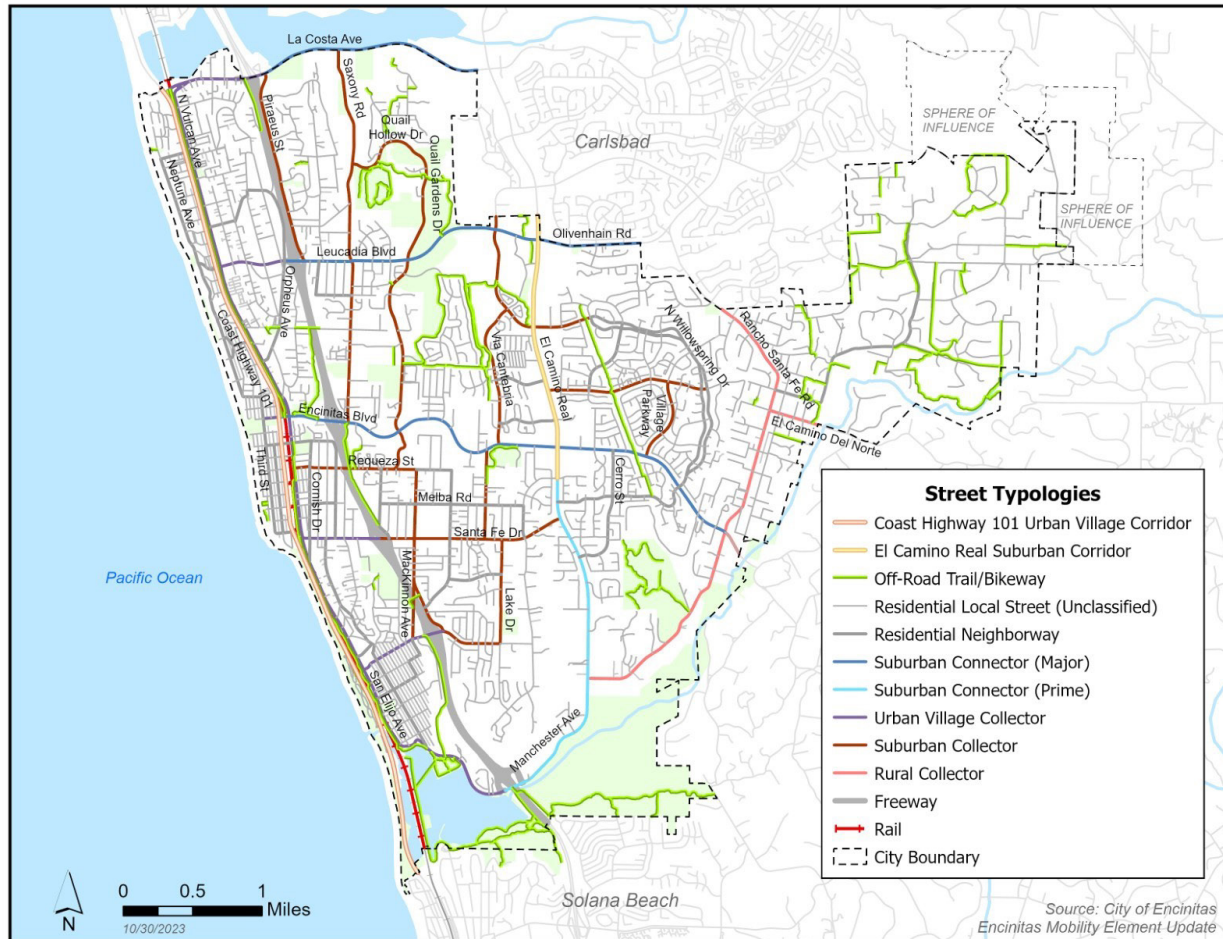 La Costa Ave
Saxony Rd
Piraeus St
N Vulcan Ave
Neptune Ave
Quail
Hollow Dr
Quail Gardens Dr
Carlsbad
SPHERE OF
INFLUENCE
SPHERE OF
INFLUENCE
Leucadia Blvd
Olivenhain Rd
Orpheus Ave
Coast Highway 101
Via Cantebria
El Camino Real
N Willowspring Dr
Rancho Santa Fe Rd
Village
Parkway
El Camino Del Norte
Encinitas Blvd
Third St
Cornish Dr
Requeza St
Melba Rd
Cerro St
Santa Fe Dr
MacKinnon Ave
Lake Dr
San Elijo Ave
Manchester Ave
Pacific Ocean
Solana Beach
Street Typologies
Coast Highway 101 Urban Village Corridor
El Camino Real Suburban Corridor
Off-Road Trail/Bikeway
Residential Local Street (Unclassified)
Residential Neighborway
Suburban Connector (Major)
Suburban Connector (Prime)
Urban Village Collector
Suburban Collector
Rural Collector
Freeway
Rail
City Boundary
N
0 0.5 1
Miles
10/30/2023
Source: City of Encinitas
Encinitas Mobility Element Update